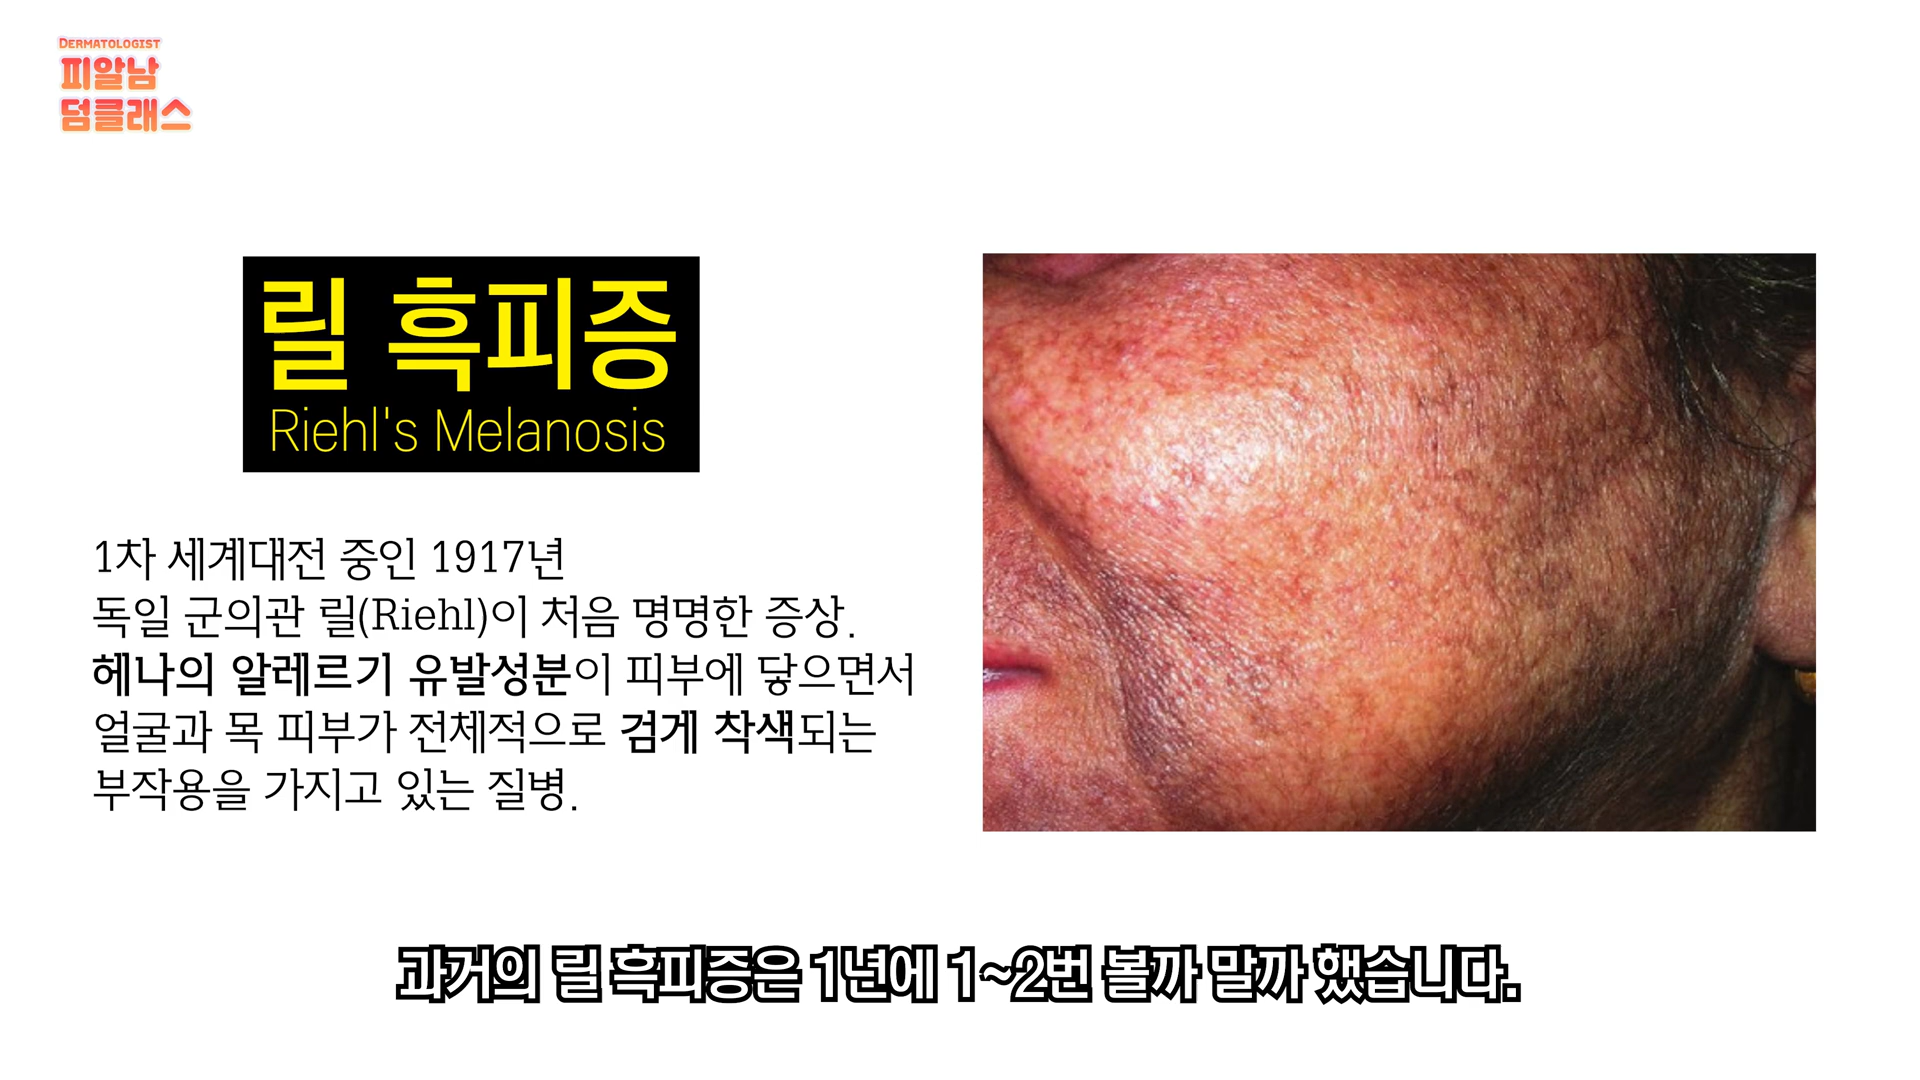 DERMATOLOGIST
피알남
덤클래스
릴 흑피증
Riehl's Melanosis
1차 세계대전 중인 1917년
독일 군의관 릴(Riehl)이 처음 명명한 증상.
헤나의 알레르기 유발성분이 피부에 닿으면서
얼굴과 목 피부가 전체적으로 검게 착색되는
부작용을 가지고 있는 질병.
과거의 릴 흑피증은 1년에 1~2번 볼까 말까 했습니다.